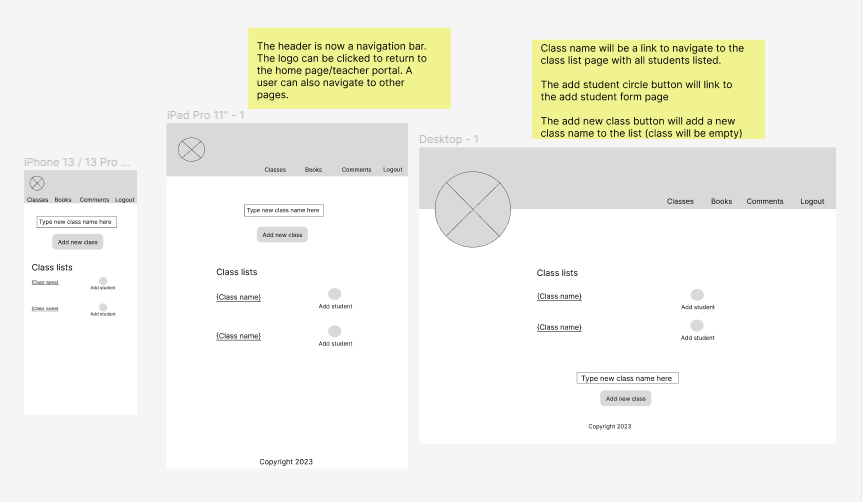 The header is now a navigation bar.
The logo can be clicked to return to
the home page/teacher portal. A
user can also navigate to other
pages.
Class name will be a link to navigate to the
class list page with all students listed.
The add student circle button will link to
the add student form page
The add new class button will add a new
class name to the list (class will be empty)
iPhone 13 / 13 Pro ...
Classes Books Comments Logout
Type new class name here
Add new class
Class lists
{Class name}
Add student
{Class name}
Add student
iPad Pro 11" - 1
Classes Books Comments Logout
Type new class name here
Add new class
Class lists
{Class name}
Add student
{Class name}
Add student
Copyright 2023
Desktop - 1
Classes Books Comments Logout
Class lists
{Class name}
Add student
{Class name}
Add student
Type new class name here
Add new class
Copyright 2023